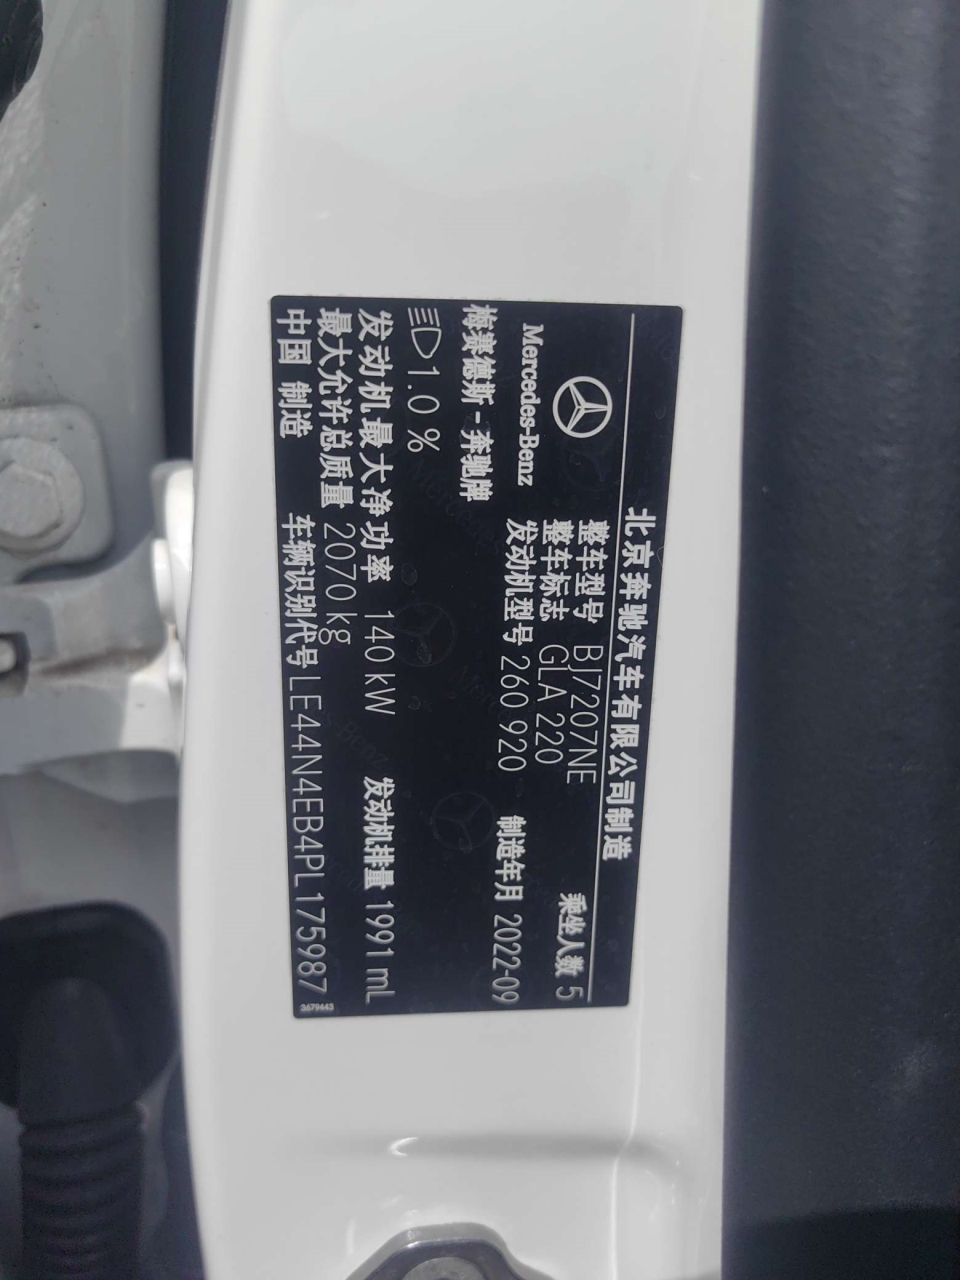 北京奔驰汽车有限公司制造
Mercedes-Benz
整车型号 BJ7207NE
整车标志 GLA 220 乘坐人数 5
梅赛德斯-奔驰牌 发动机型号 260 920 制造年月 2022-09
1.0 %
发动机最大净功率 140 kW 发动机排量 1991 mL
最大允许总质量 2070 kg
中国 制造 车辆识别代号 LE44N4EB4PL175987
3679443